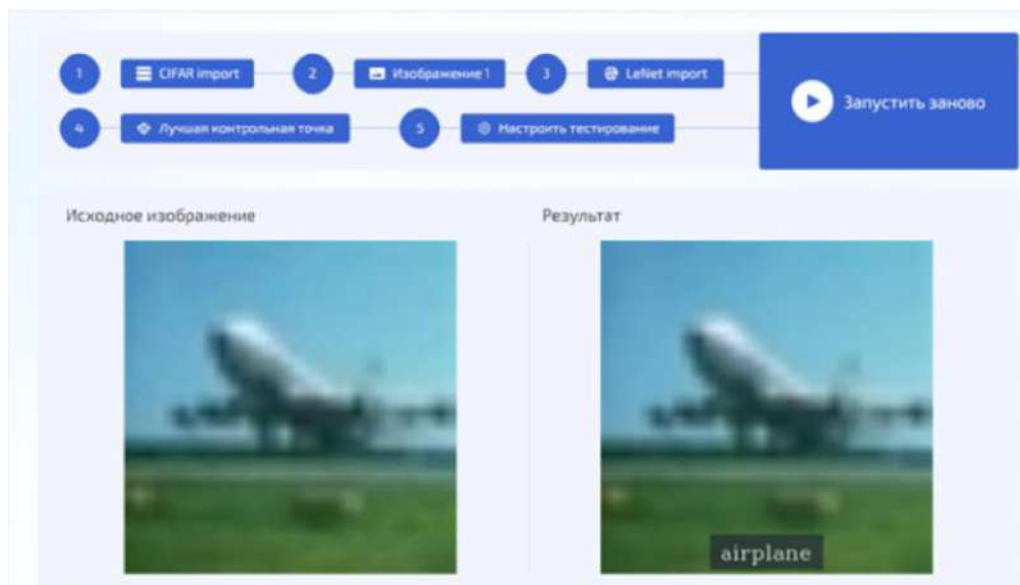 1 CIFAR import 2 Изображение 1 3 LeNet import
Запустить заново
4 Лучшая контрольная точка 5 Настроить тестирование
Исходное изображение Результат
airplane